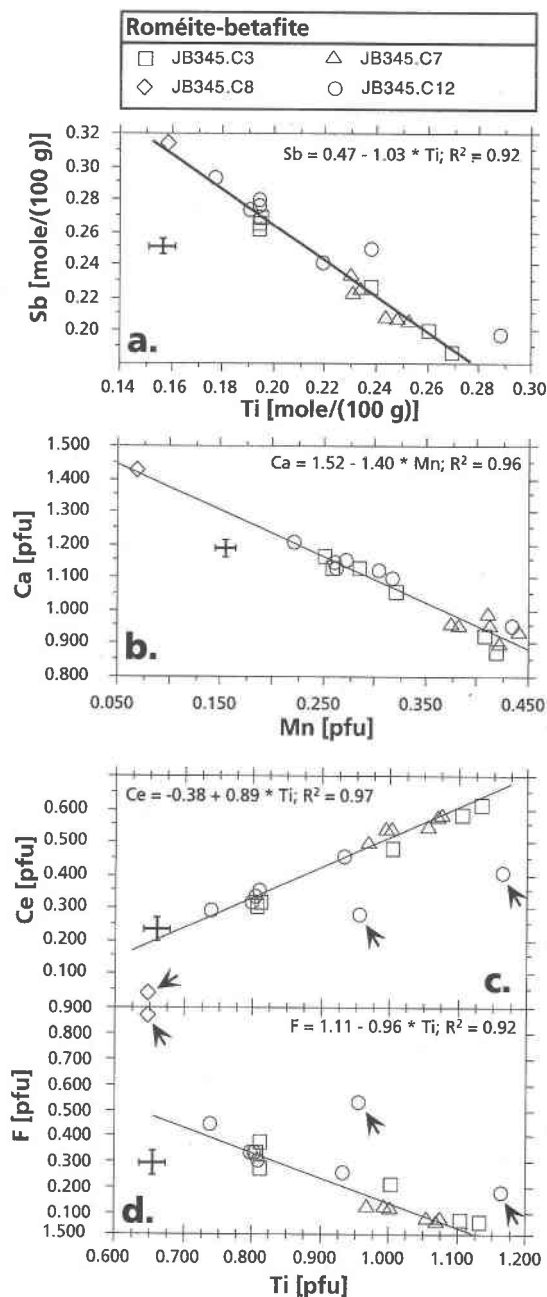 Roméite-betafite
□ JB345.C3 △ JB345.C7
◇ JB345.C8 ○ JB345.C12
Sb = 0.47 - 1.03 * Ti; R² = 0.92
0.32
0.32
0.28
0.26
0.24
0.22
0.20
Sb [mole/(100 g)]
a.
0.14 0.16 0.18 0.20 0.22 0.24 0.26 0.28 0.30
Ti [mole/(100 g)]
Ca = 1.52 - 1.40 * Mn; R² = 0.96
1.500
1.400
1.300
1.200
1.100
1.000
0.900
0.800
Ca [pfu]
b.
0.050 0.150 0.250 0.350 0.450
Mn [pfu]
Ce = -0.38 + 0.89 * Ti; R² = 0.97
0.600
0.500
0.400
0.300
0.200
0.100
Ce [pfu]
c.
0.900
F = 1.11 - 0.96 * Ti; R² = 0.92
0.800
0.700
0.600
0.500
0.400
0.300
0.200
0.100
1.500
F [pfu]
d.
0.600 0.700 0.800 0.900 1.000 1.100 1.200
Ti [pfu]